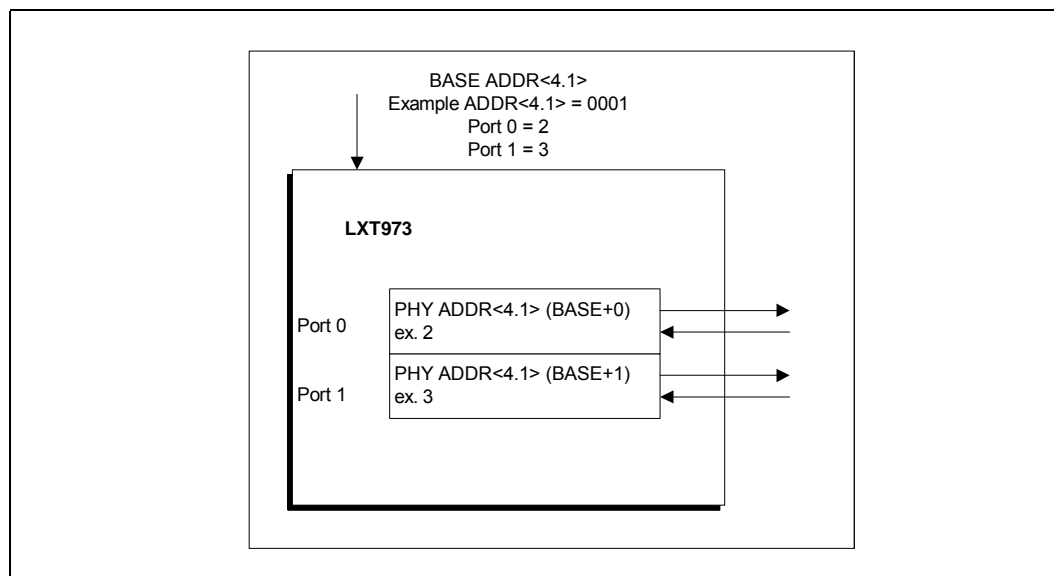 BASE ADDR<4.1>
Example ADDR<4.1> = 0001
Port 0 = 2
Port 1 = 3
LXT973
Port 0
PHY ADDR<4.1> (BASE+0)
ex. 2
Port 1
PHY ADDR<4.1> (BASE+1)
ex. 3